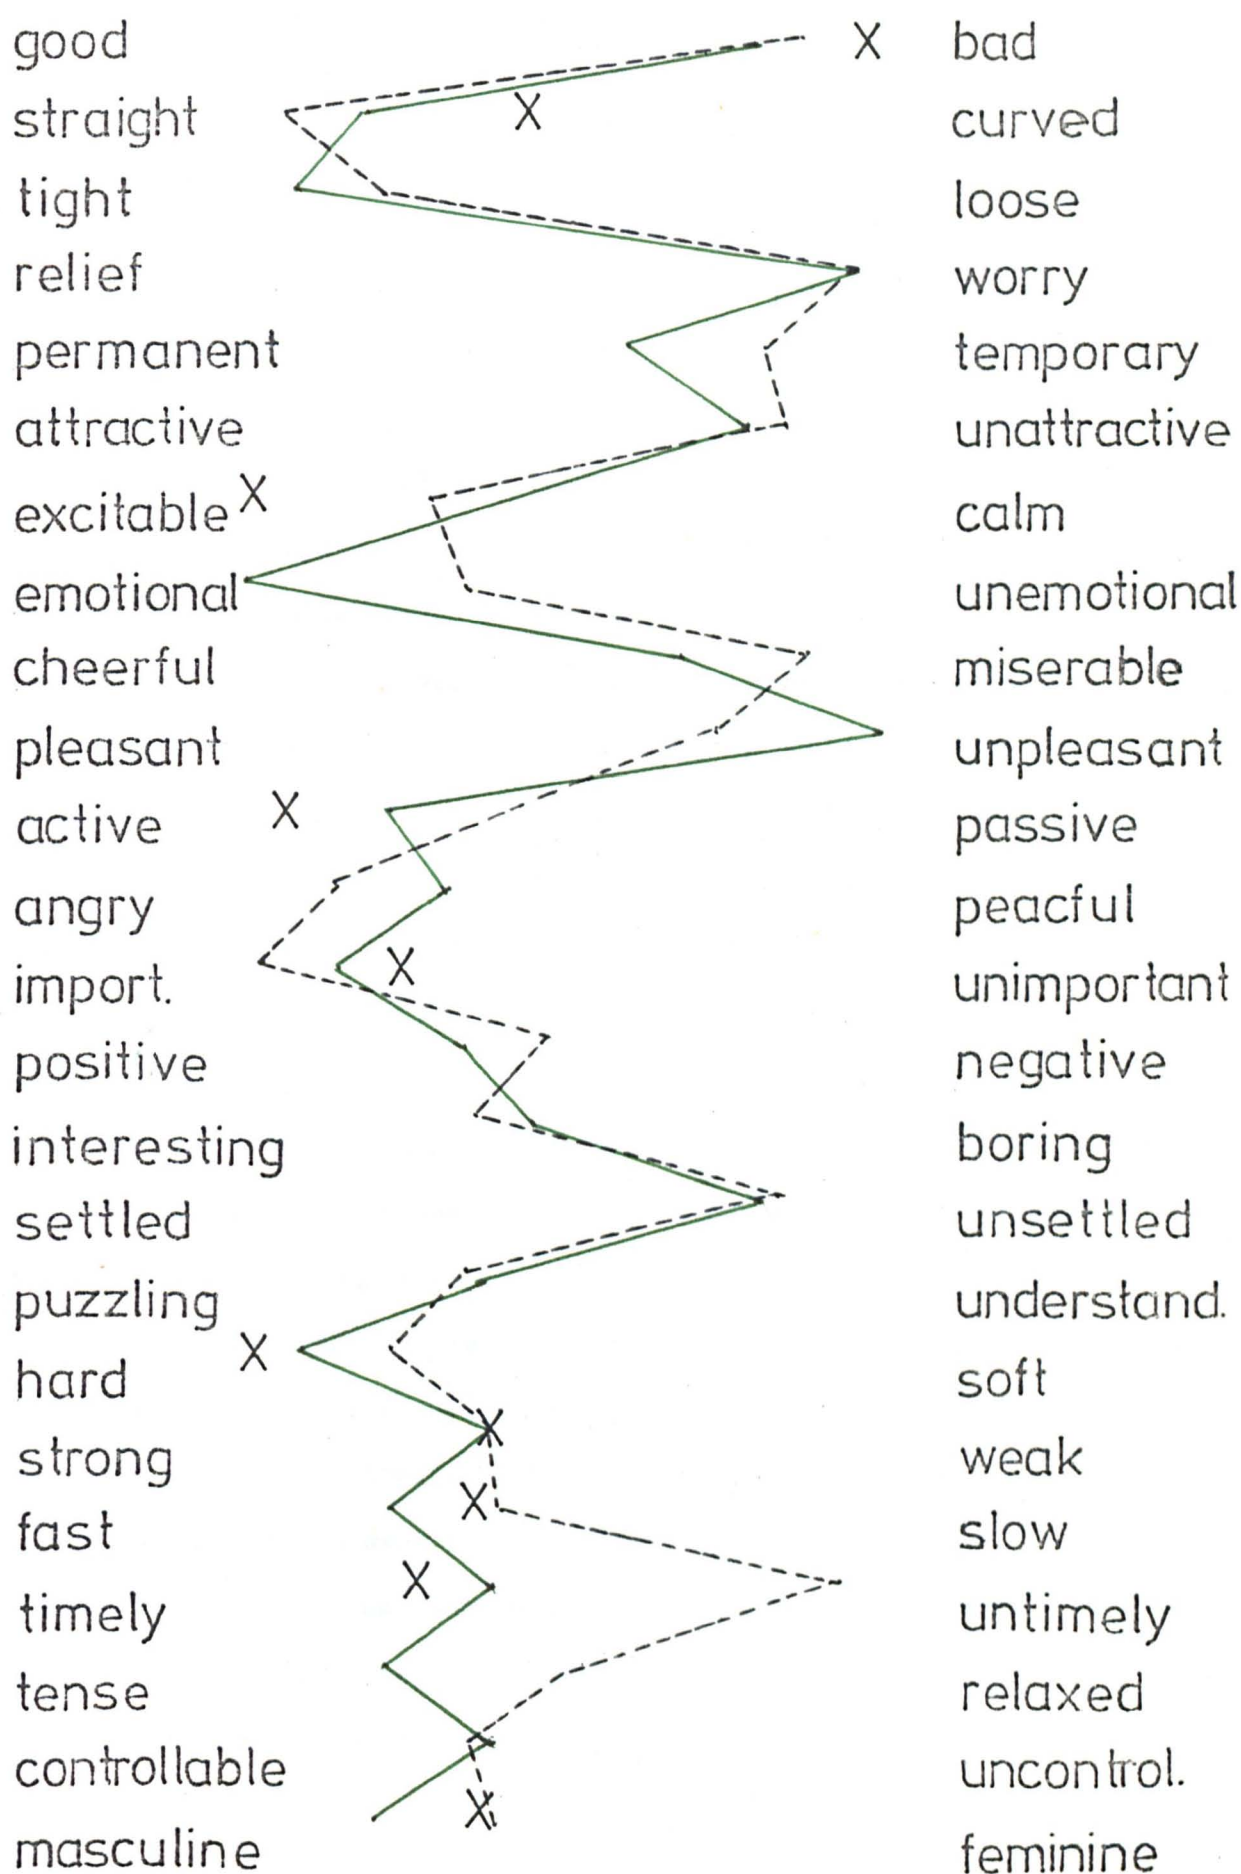 good X bad
straight X curved
tight loose
relief worry
permanent temporary
attractive unattractive
excitable X calm
emotional unemotional
cheerful miserable
pleasant unpleasant
active X passive
angry peacful
import. X unimportant
positive negative
interesting boring
settled unsettled
puzzling understand.
X
hard soft
X
strong weak
X
fast slow
X
timely untimely
tense relaxed
controllable uncontrol.
X
masculine feminine